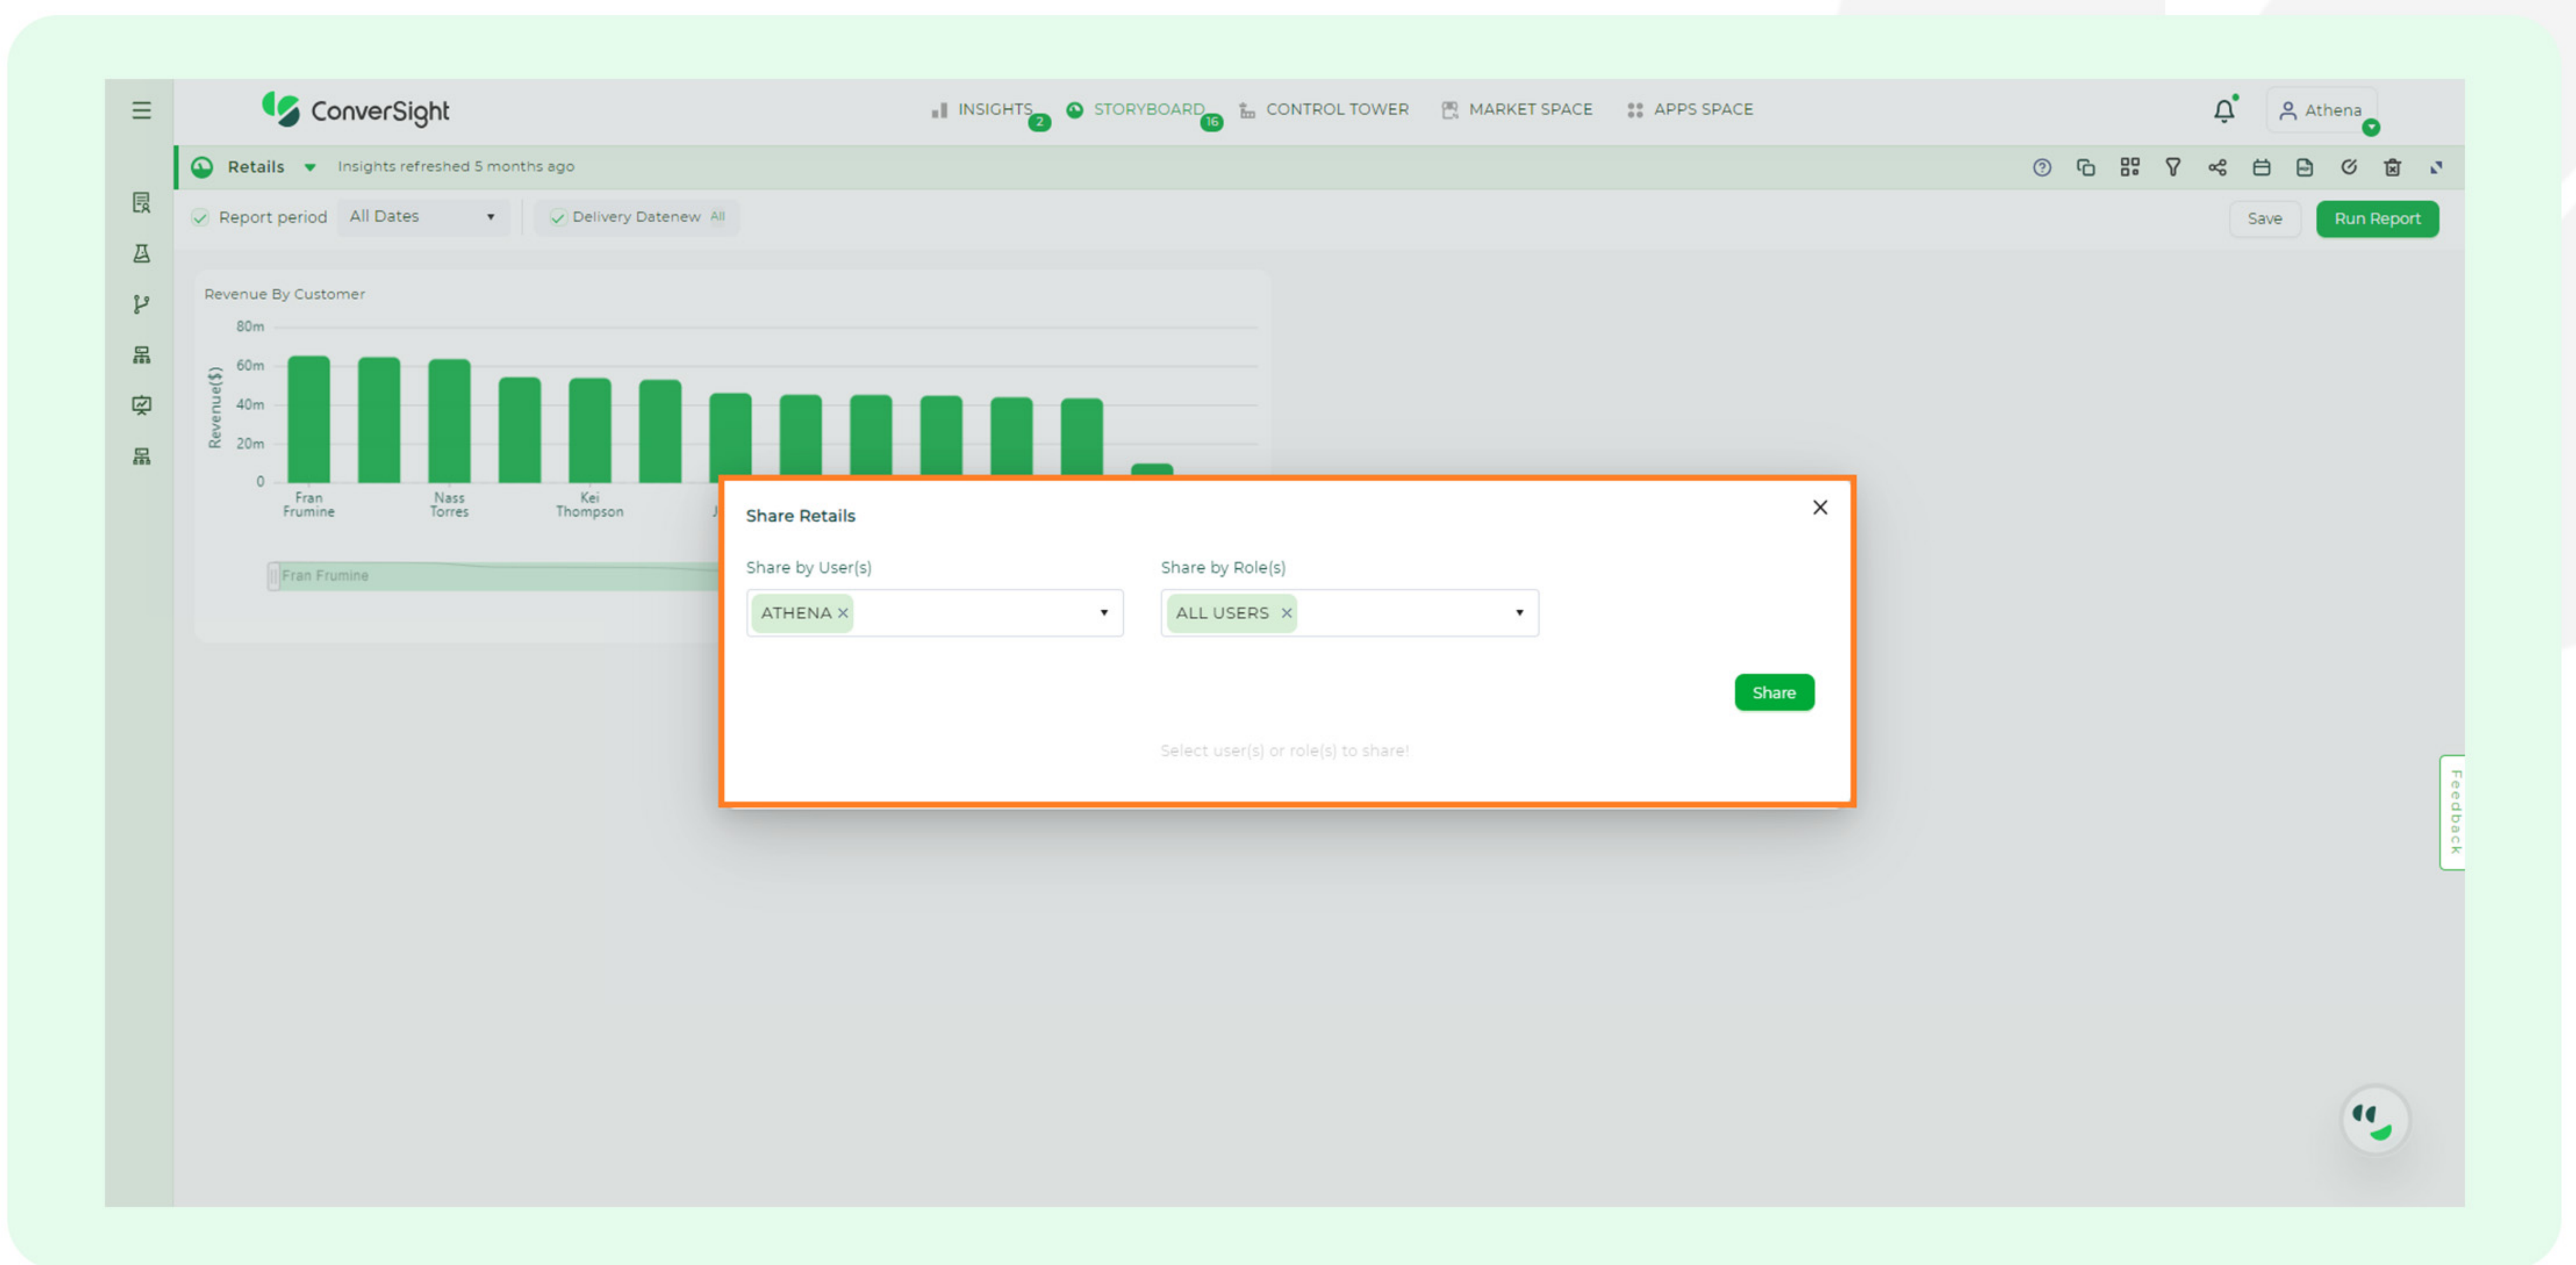 ConverSight
INSIGHTS 2
STORYBOARD 16
CONTROL TOWER
MARKET SPACE
APPS SPACE
Athena
Retails
Insights refreshed 5 months ago
Report period
All Dates
Delivery Datenew All
Save
Run Report
Revenue By Customer
Revenue($)
80m
60m
40m
20m
0
Fran
Frumine
Nass
Torres
Kei
Thompson
J
Fran Frumine
Share Retails
Share by User(s)
ATHENA
Share by Role(s)
ALL USERS
Share
Select user(s) or role(s) to share!
Feedback